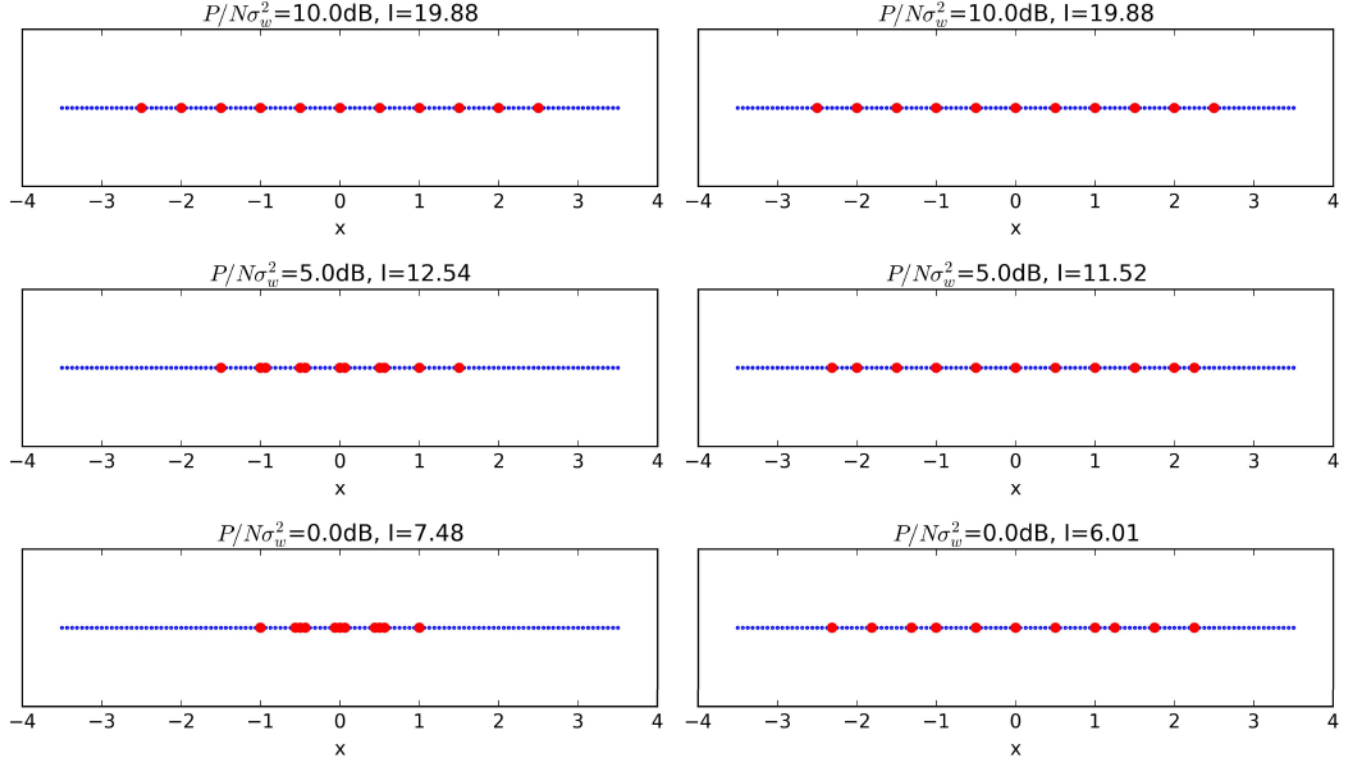 P/Nσ_w^2=10.0dB, I=19.88
−4 −3 −2 −1 0 1 2 3 4
x
P/Nσ_w^2=10.0dB, I=19.88
−4 −3 −2 −1 0 1 2 3 4
x
P/Nσ_w^2=5.0dB, I=12.54
−4 −3 −2 −1 0 1 2 3 4
x
P/Nσ_w^2=5.0dB, I=11.52
−4 −3 −2 −1 0 1 2 3 4
x
P/Nσ_w^2=0.0dB, I=7.48
−4 −3 −2 −1 0 1 2 3 4
x
P/Nσ_w^2=0.0dB, I=6.01
−4 −3 −2 −1 0 1 2 3 4
x